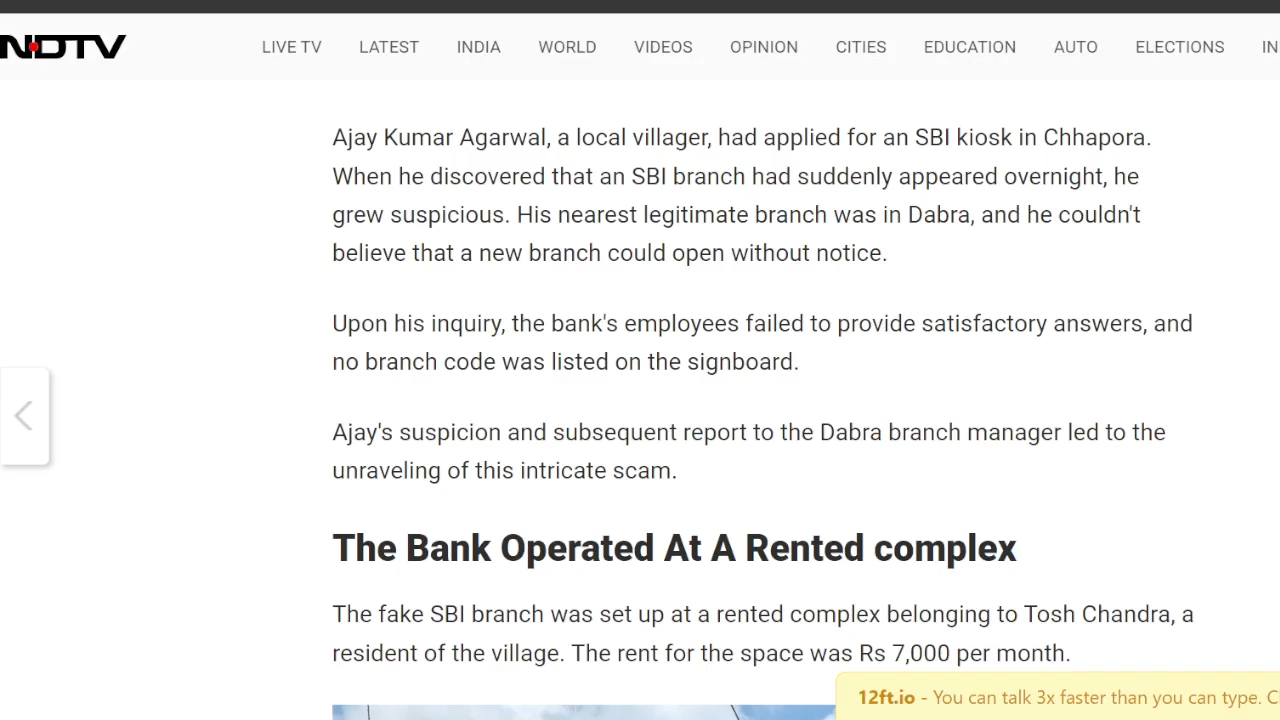 NDTV
LIVE TV LATEST INDIA WORLD VIDEOS OPINION CITIES EDUCATION AUTO ELECTIONS IN
Ajay Kumar Agarwal, a local villager, had applied for an SBI kiosk in Chhapora.
When he discovered that an SBI branch had suddenly appeared overnight, he
grew suspicious. His nearest legitimate branch was in Dabra, and he couldn't
believe that a new branch could open without notice.
Upon his inquiry, the bank's employees failed to provide satisfactory answers, and
no branch code was listed on the signboard.
Ajay's suspicion and subsequent report to the Dabra branch manager led to the
unraveling of this intricate scam.
The Bank Operated At A Rented complex
The fake SBI branch was set up at a rented complex belonging to Tosh Chandra, a
resident of the village. The rent for the space was Rs 7,000 per month.
12ft.io - You can talk 3x faster than you can type. C